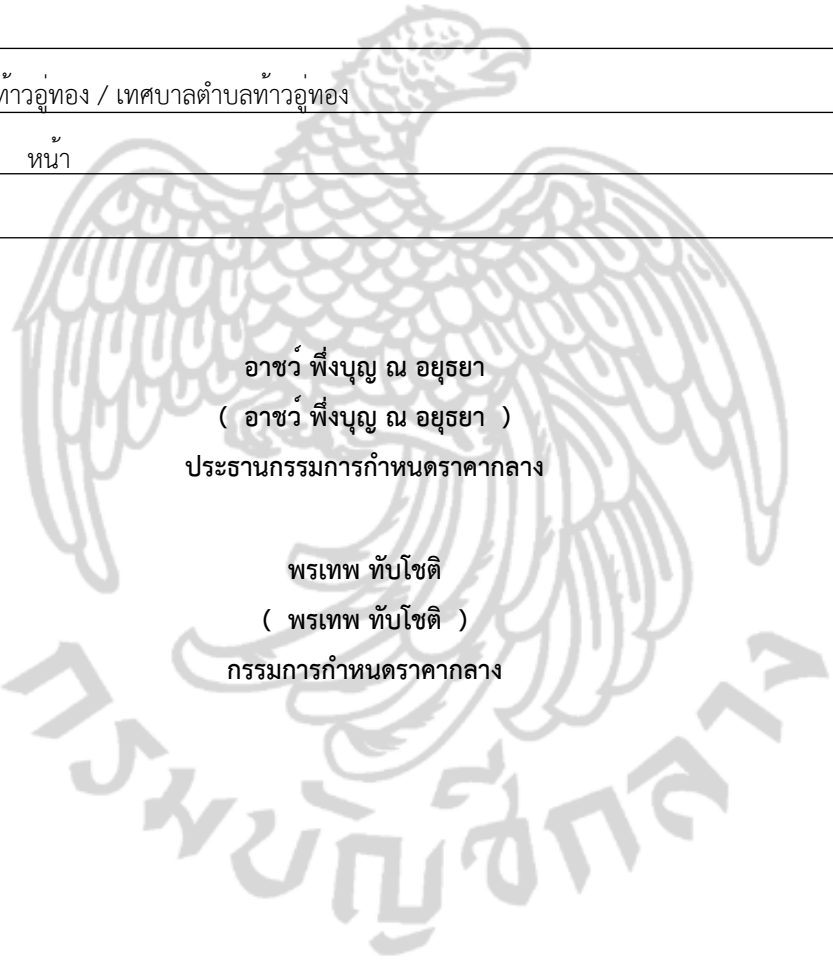 ท้าวอู่ทอง / เทศบาลตำบลท้าวอู่ทอง
หน้า
อาชว์ พึ่งบุญ ณ อยุธยา
( อาชว์ พึ่งบุญ ณ อยุธยา )
ประธานกรรมการกำหนดราคากลาง
พรเทพ ทับโชติ
( พรเทพ ทับโชติ )
กรรมการกำหนดราคากลาง
กรมบัญชีกลาง